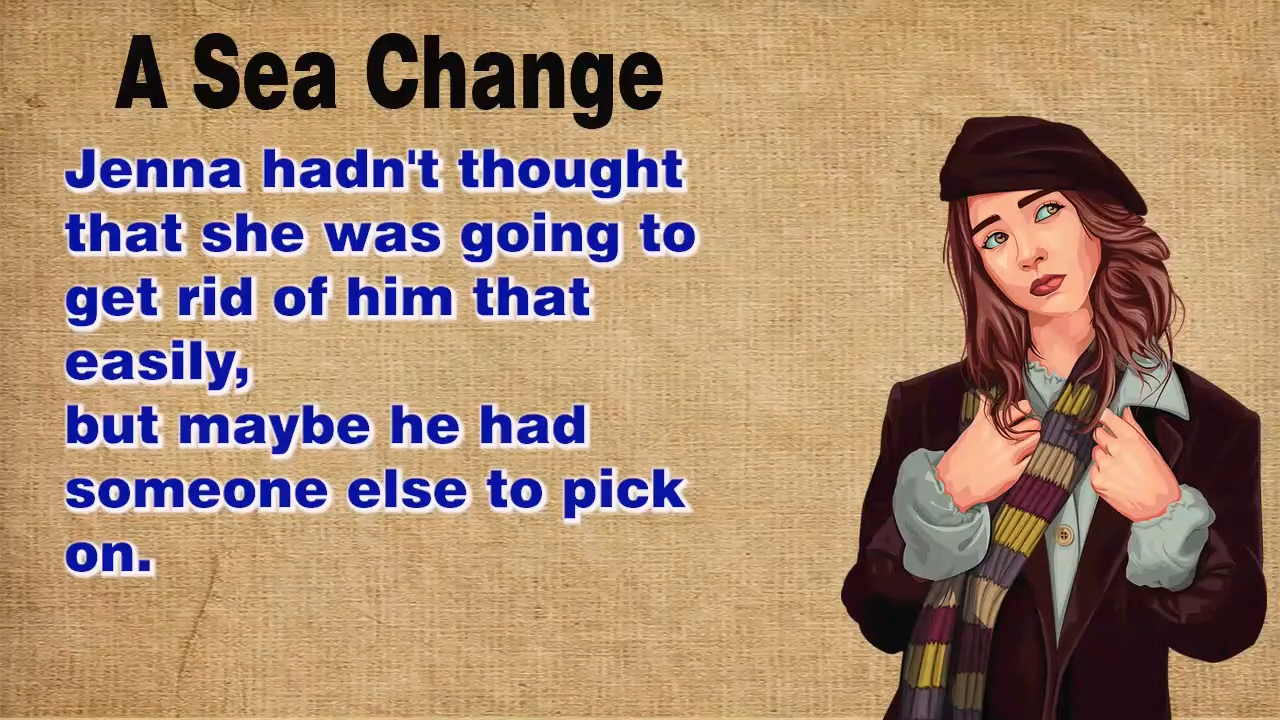 A Sea Change
Jenna hadn't thought
that she was going to
get rid of him that
easily,
but maybe he had
someone else to pick
on.